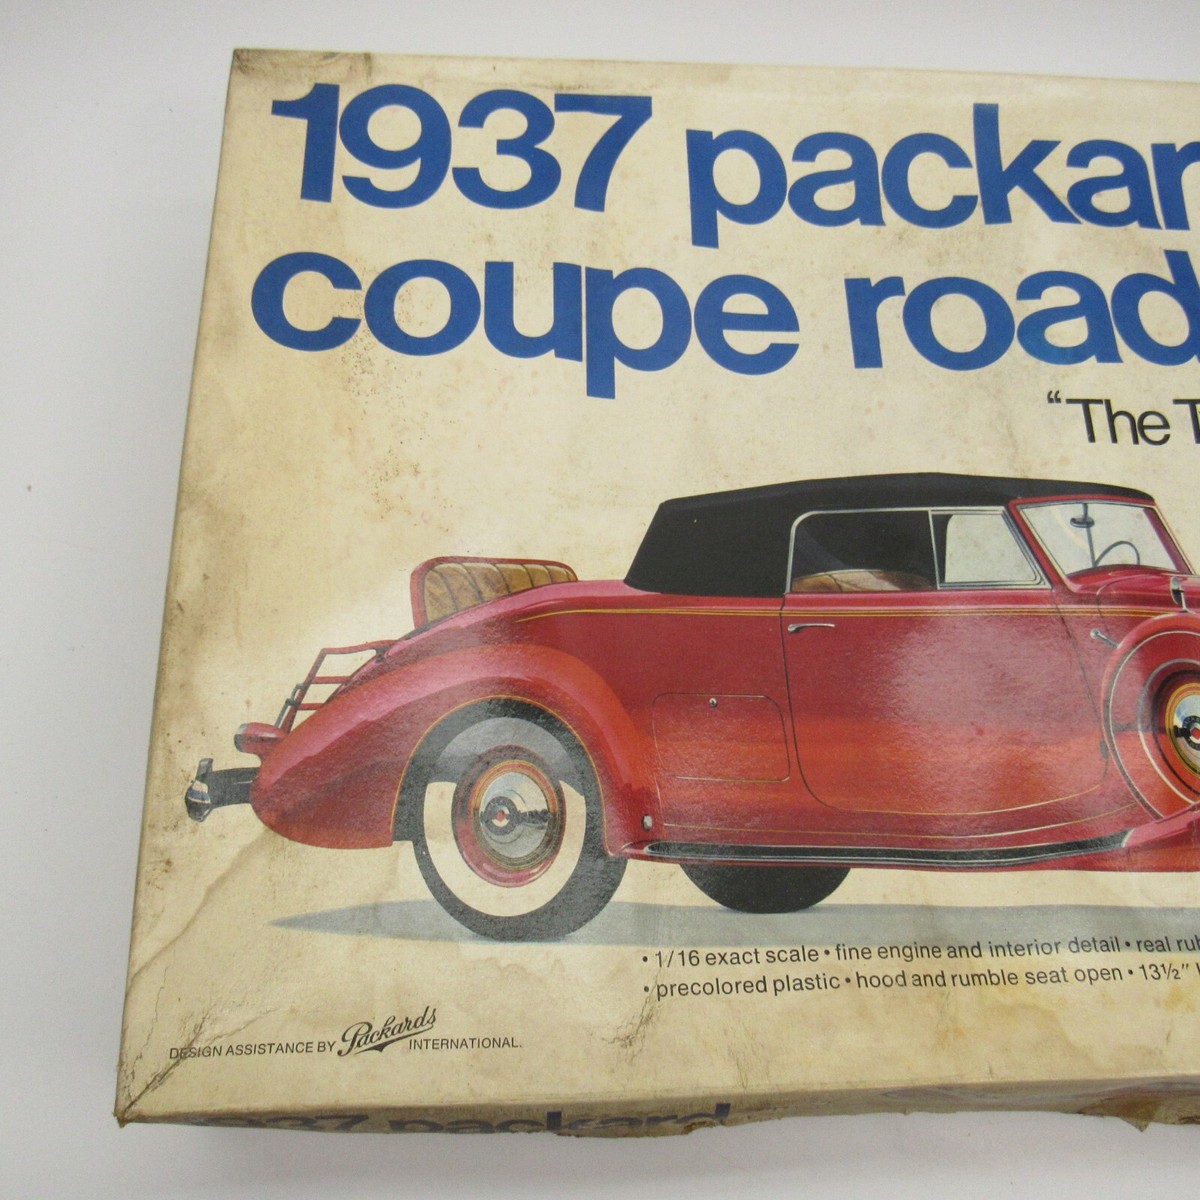 1937 packar
coupe road
“The T
• 1/16 exact scale • fine engine and interior detail • real rub
• precolored plastic • hood and rumble seat open • 13½″
DESIGN ASSISTANCE BY Packards INTERNATIONAL.
1937 packard